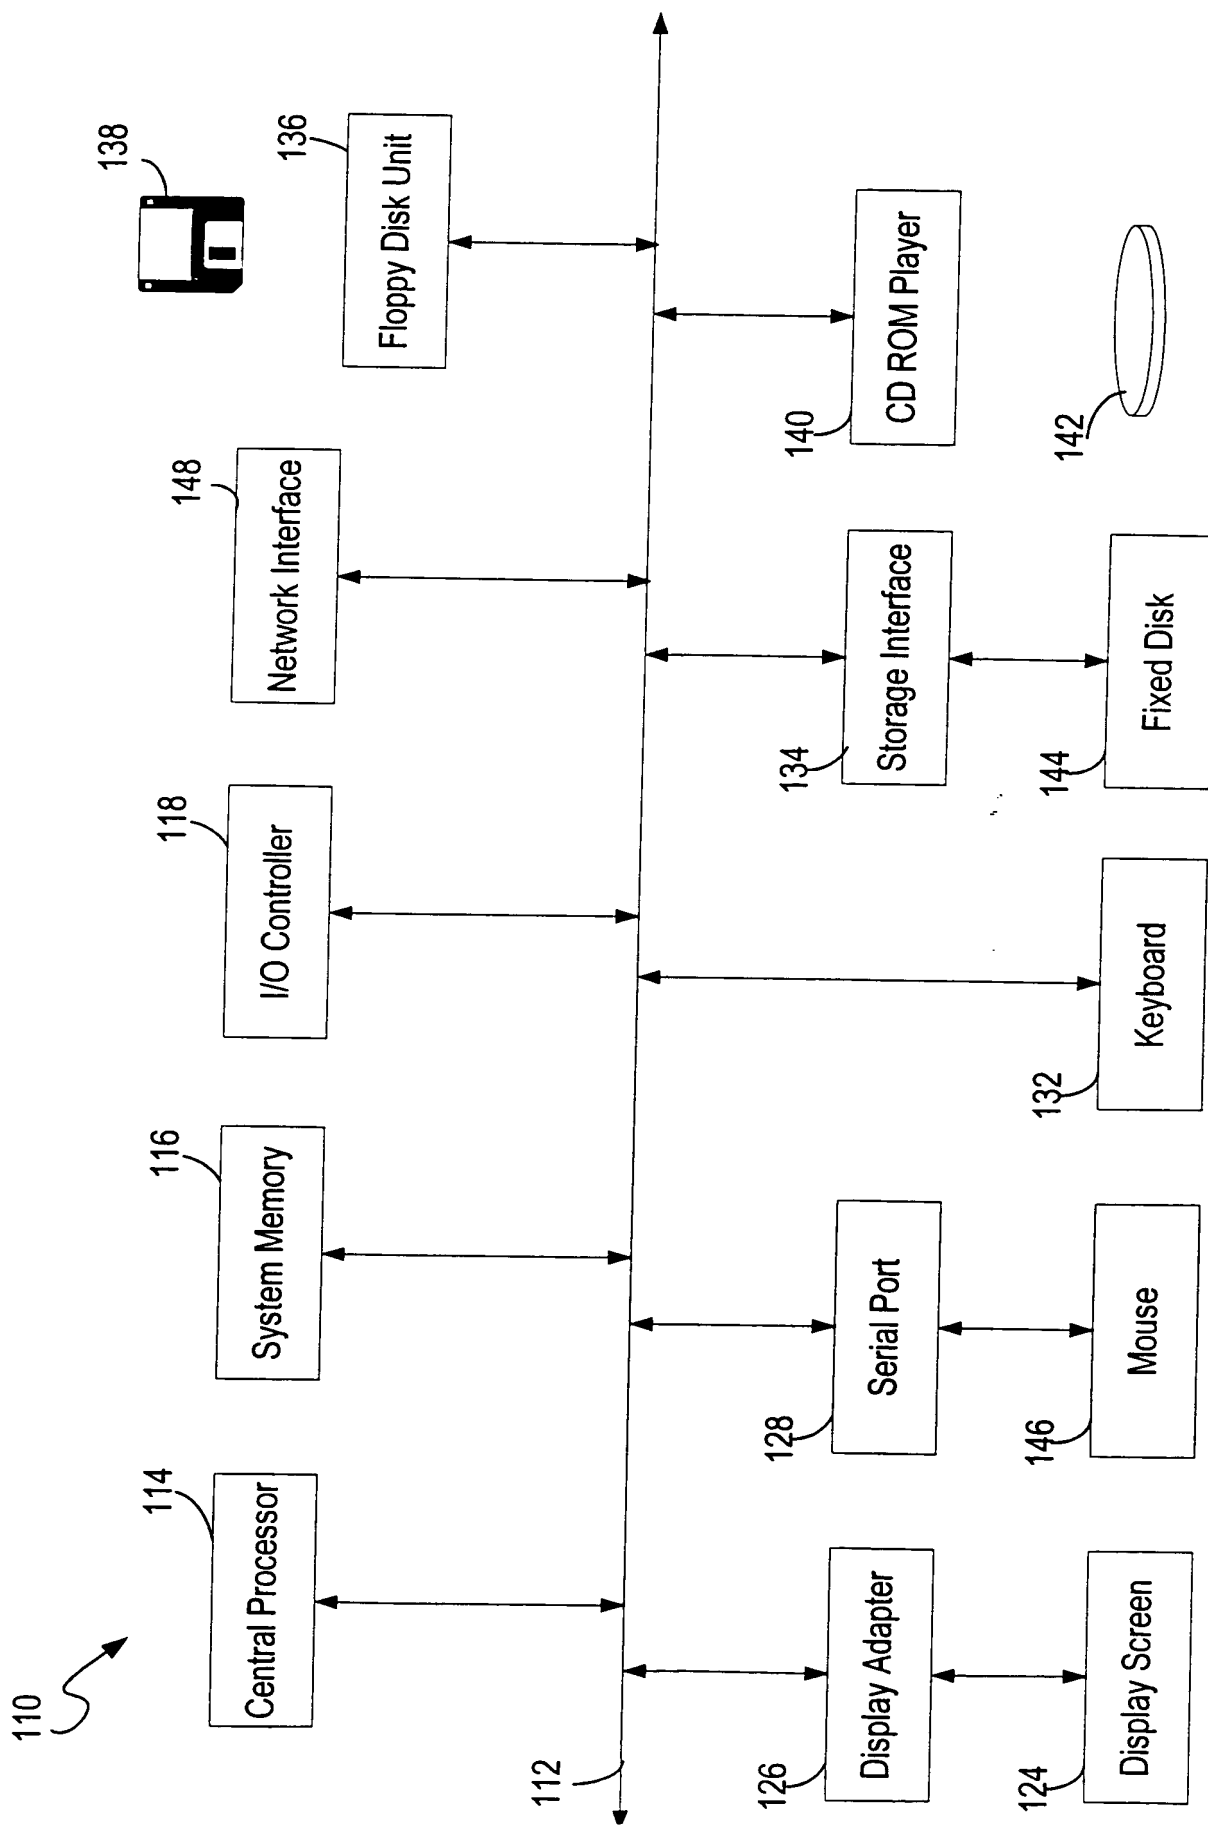 110
114
Central Processor
116
System Memory
118
I/O Controller
148
Network Interface
138
136
Floppy Disk Unit
112
126
Display Adapter
128
Serial Port
134
Storage Interface
140
CD ROM Player
124
Display Screen
146
Mouse
132
Keyboard
144
Fixed Disk
142